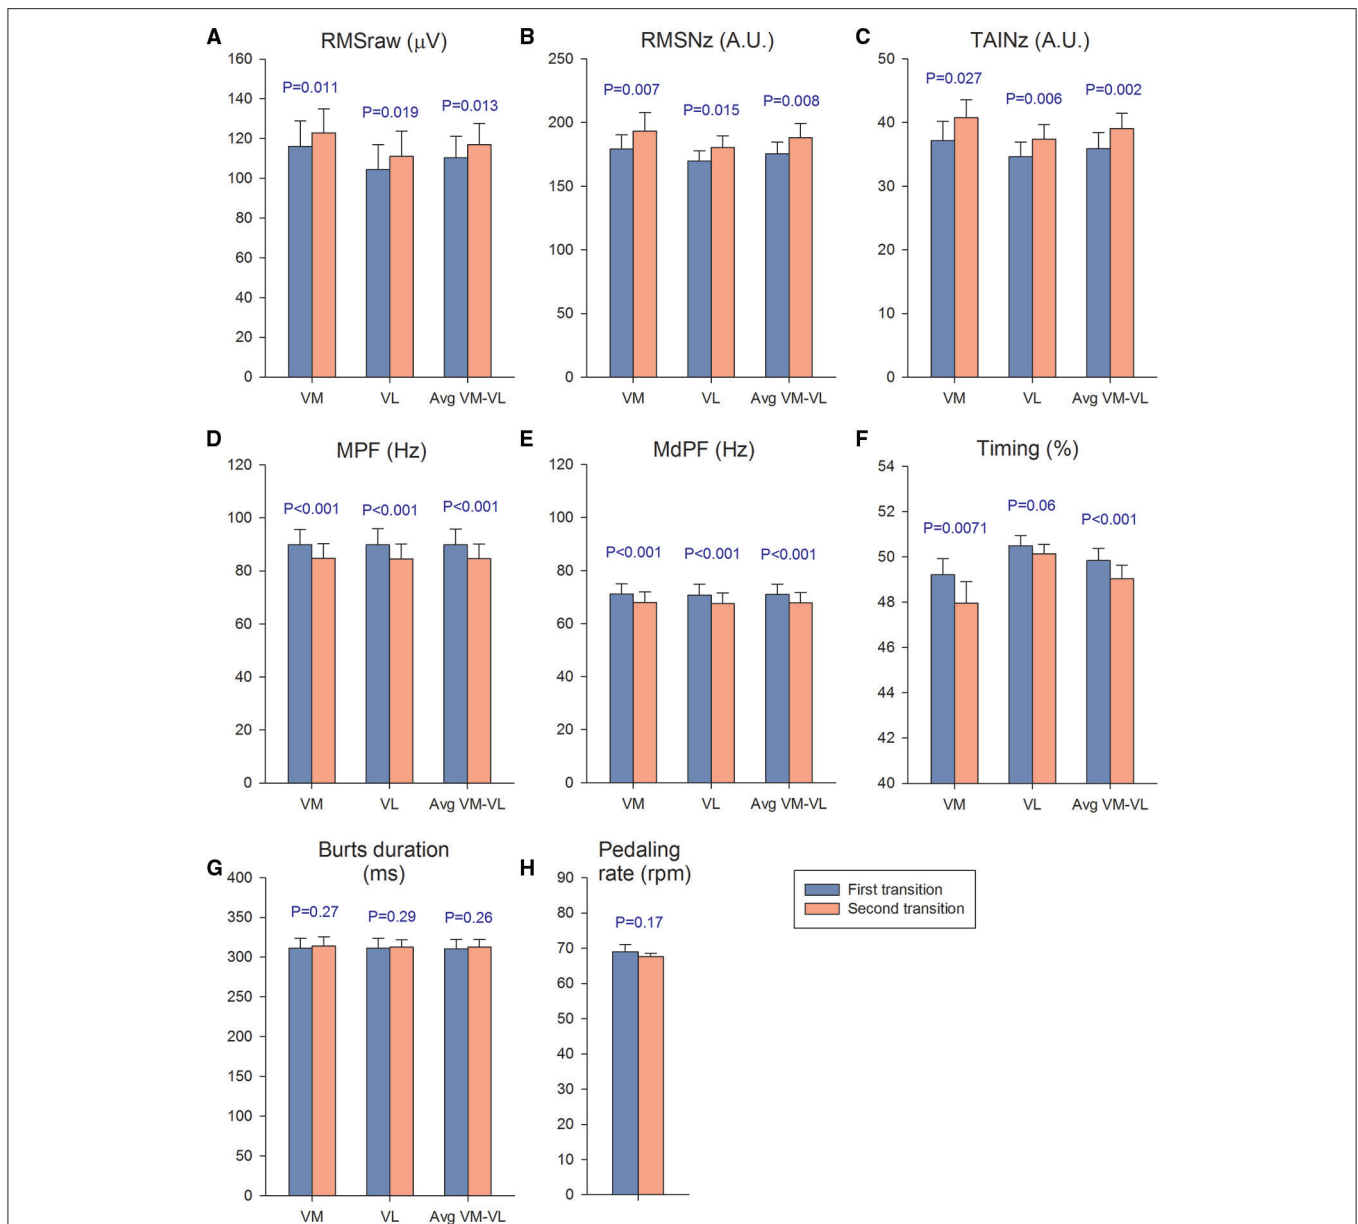 A
RMSraw (μV)
160
140
120
100
80
60
40
20
0
P=0.011
P=0.019
P=0.013
VM
VL
Avg VM-VL
B
RMSNz (A.U.)
250
200
150
100
50
0
P=0.007
P=0.015
P=0.008
VM
VL
Avg VM-VL
C
TAINz (A.U.)
50
40
30
20
10
0
P=0.027
P=0.006
P=0.002
VM
VL
Avg VM-VL
D
MPF (Hz)
120
100
80
60
40
20
0
P<0.001
P<0.001
P<0.001
VM
VL
Avg VM-VL
E
MdPF (Hz)
120
100
80
60
40
20
0
P<0.001
P<0.001
P<0.001
VM
VL
Avg VM-VL
F
Timing (%)
54
52
50
48
46
44
42
40
P=0.0071
P=0.06
P<0.001
VM
VL
Avg VM-VL
G
Burts duration
(ms)
400
350
300
250
200
150
100
50
0
P=0.27
P=0.29
P=0.26
VM
VL
Avg VM-VL
H
Pedaling
rate (rpm)
90
80
70
60
50
40
30
20
10
0
P=0.17
First transition
Second transition